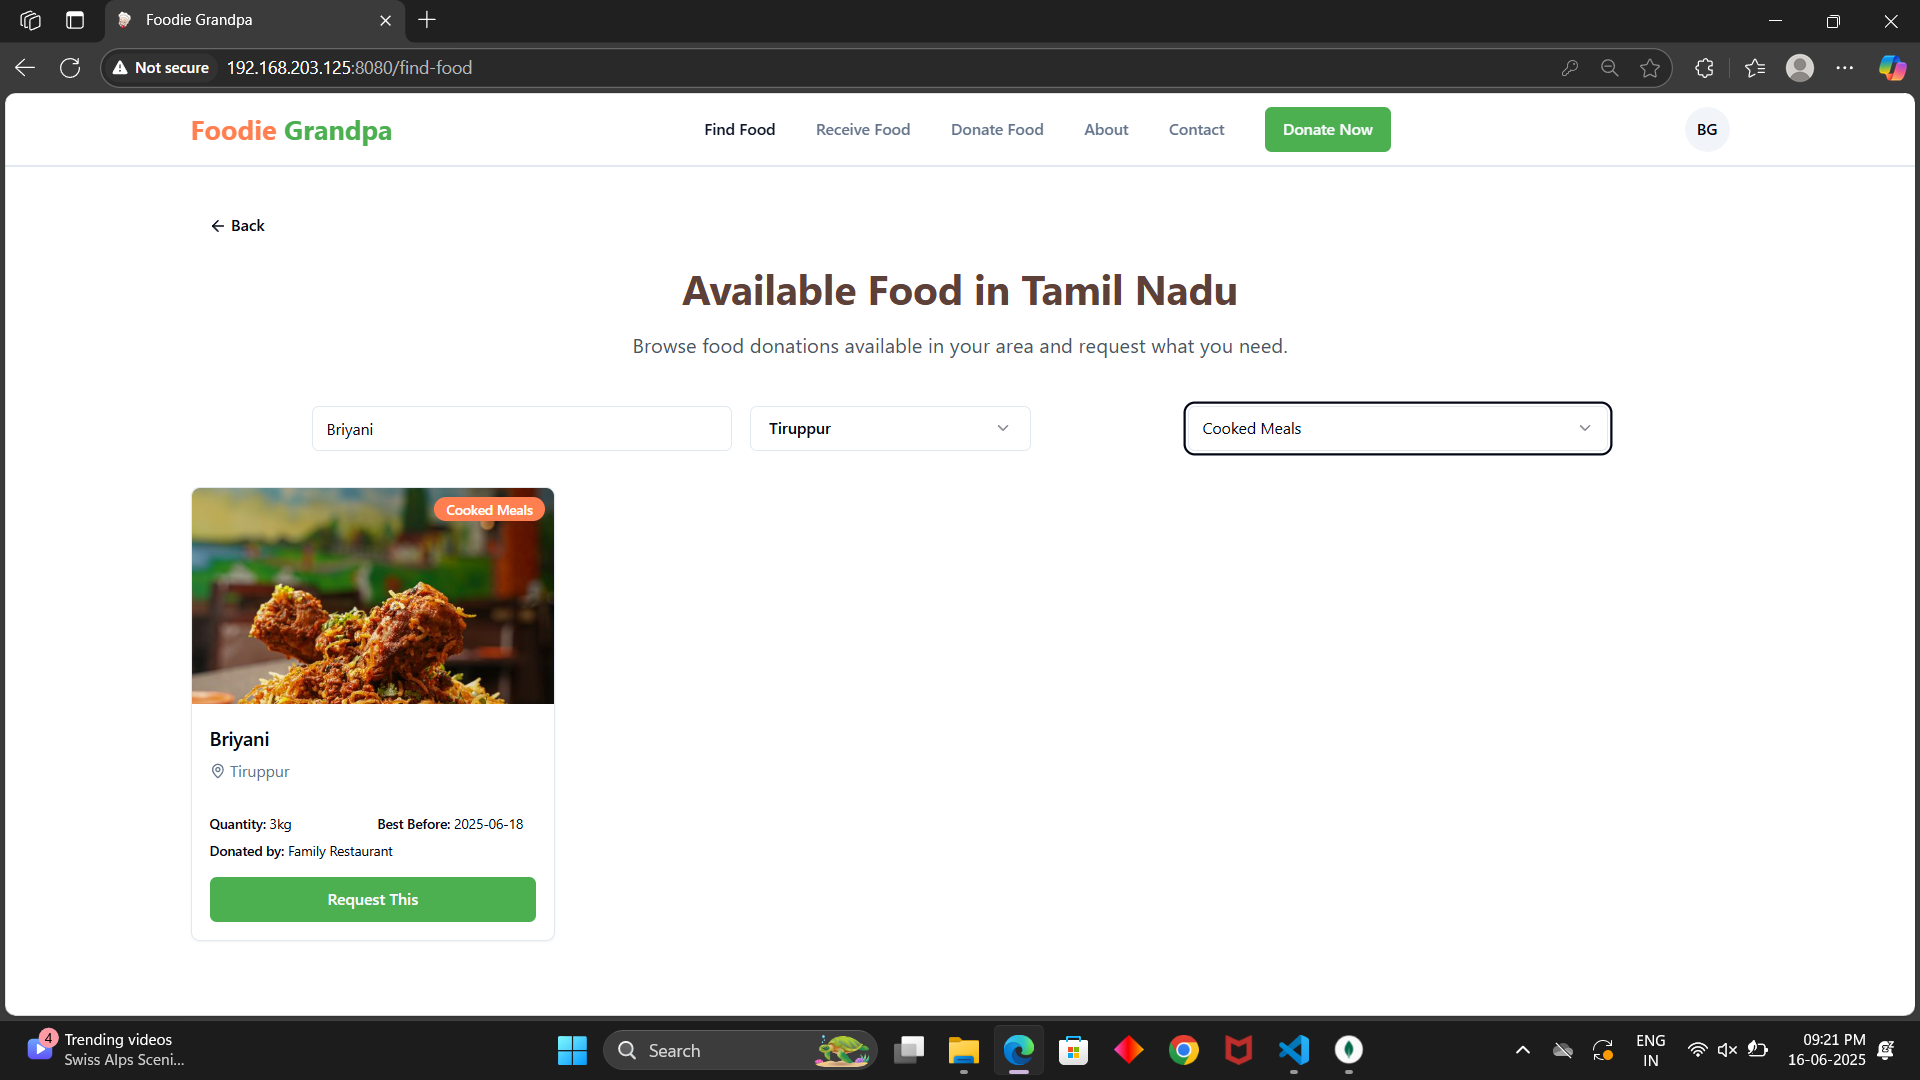 Foodie Grandpa
Not secure
192.168.203.125:8080/find-food
Foodie Grandpa
Find Food
Receive Food
Donate Food
About
Contact
Donate Now
BG
Back
Available Food in Tamil Nadu
Browse food donations available in your area and request what you need.
Briyani
Tiruppur
Cooked Meals
Cooked Meals
Briyani
Tiruppur
Quantity: 3kg
Best Before: 2025-06-18
Donated by: Family Restaurant
Request This
4
Trending videos
Swiss Alps Sceni...
Search
ENG
IN
09:21 PM
16-06-2025